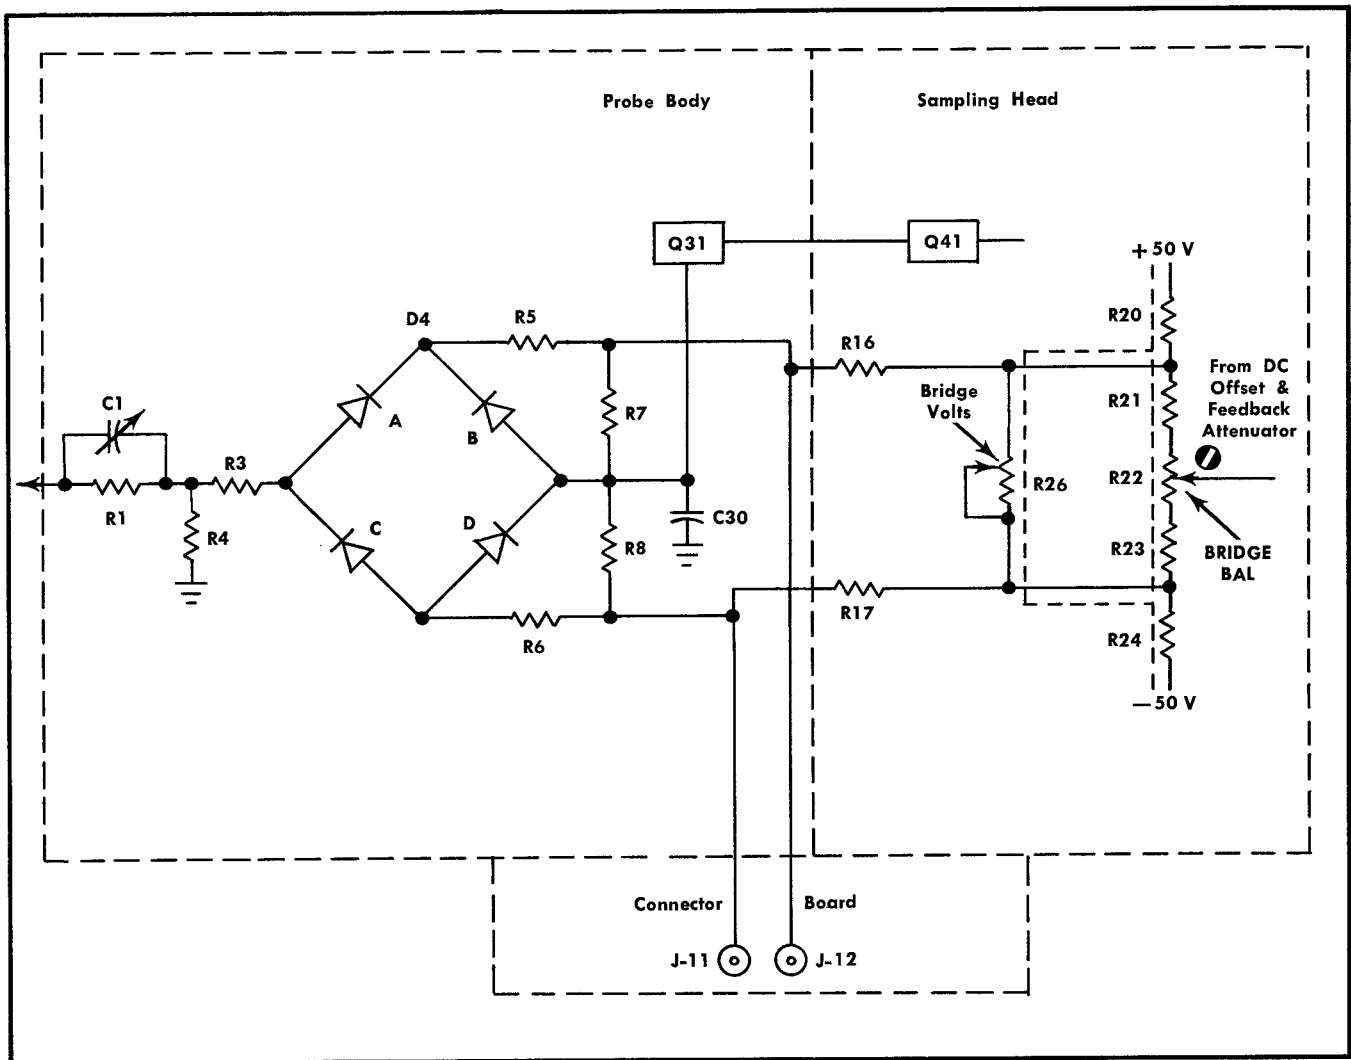 Probe Body
Sampling Head
Q31
Q41
+50 V
D4
R5
R20
R16
From DC
Offset &
Feedback
Attenuator
Bridge
Volts
R21
C1
A
B
R7
R3
R26
R22
R1
R4
C
D
C30
R8
R23
BRIDGE
BAL
R17
R6
R24
—50 V
Connector Board
J-11
J-12